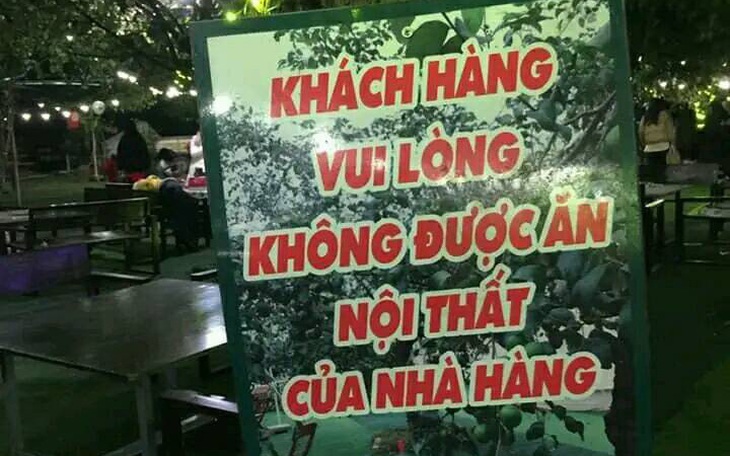 KHÁCH HÀNG
VUI LÒNG
KHÔNG ĐƯỢC ĂN
NỘI THẤT
CỦA NHÀ HÀNG